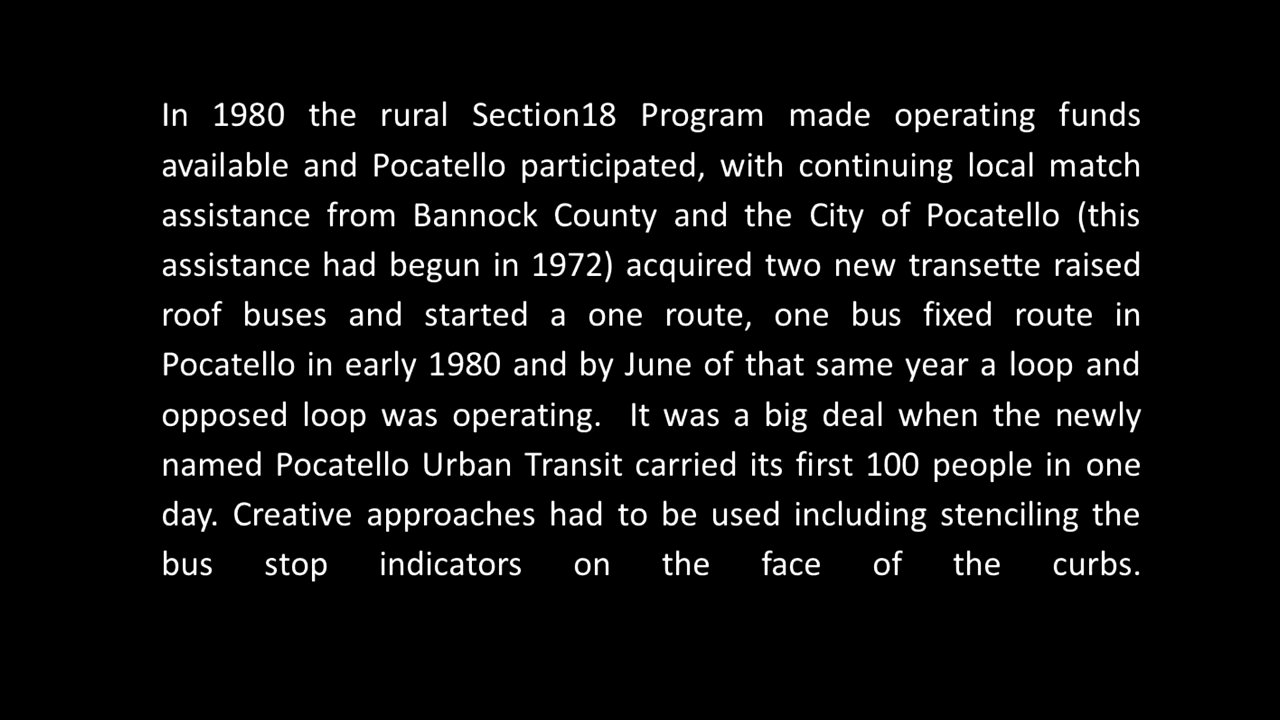 In 1980 the rural Section18 Program made operating funds
available and Pocatello participated, with continuing local match
assistance from Bannock County and the City of Pocatello (this
assistance had begun in 1972) acquired two new transette raised
roof buses and started a one route, one bus fixed route in
Pocatello in early 1980 and by June of that same year a loop and
opposed loop was operating.  It was a big deal when the newly
named Pocatello Urban Transit carried its first 100 people in one
day. Creative approaches had to be used including stenciling the
bus stop indicators on the face of the curbs.